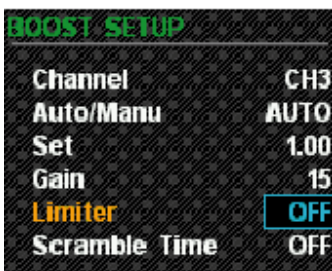 BOOST SETUP
Channel CH3
Auto/Manu AUTO
Set 1.00
Gain 15
Limiter OFF
Scramble Time OFF